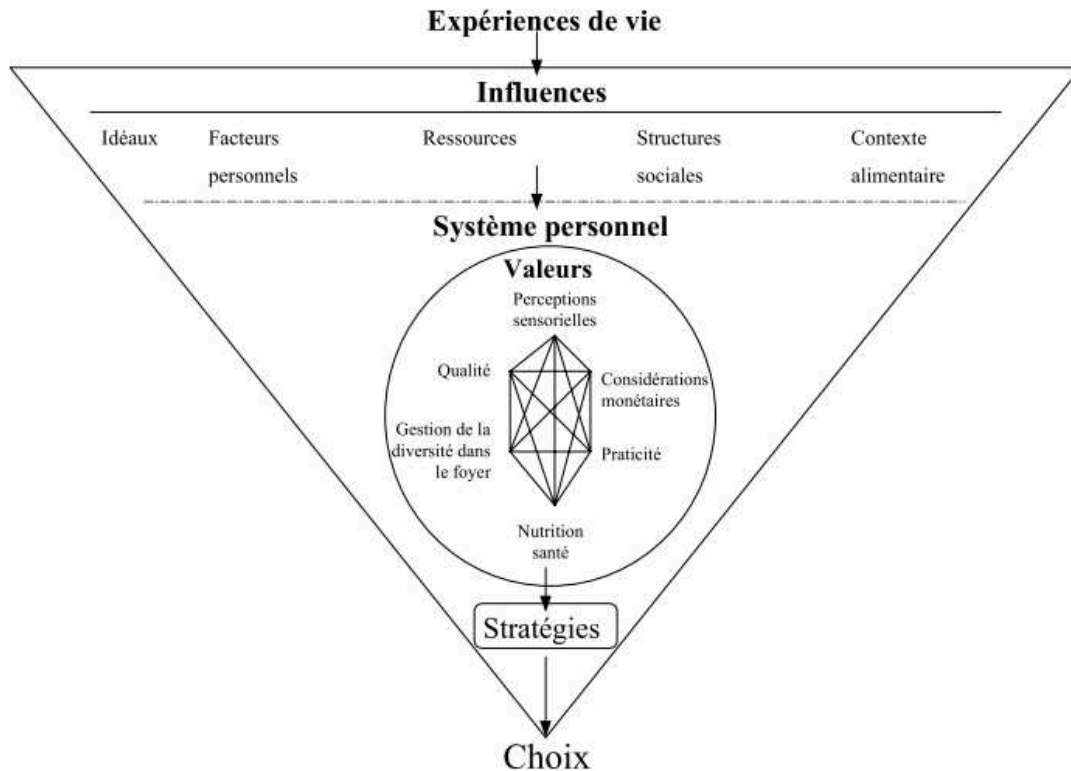 Expériences de vie
Influences
Idéaux
Facteurs
personnels
Ressources
Structures
sociales
Contexte
alimentaire
Système personnel
Valeurs
Perceptions
sensorielles
Qualité
Considérations
monétaires
Gestion de la
diversité dans
le foyer
Praticité
Nutrition
santé
Stratégies
Choix